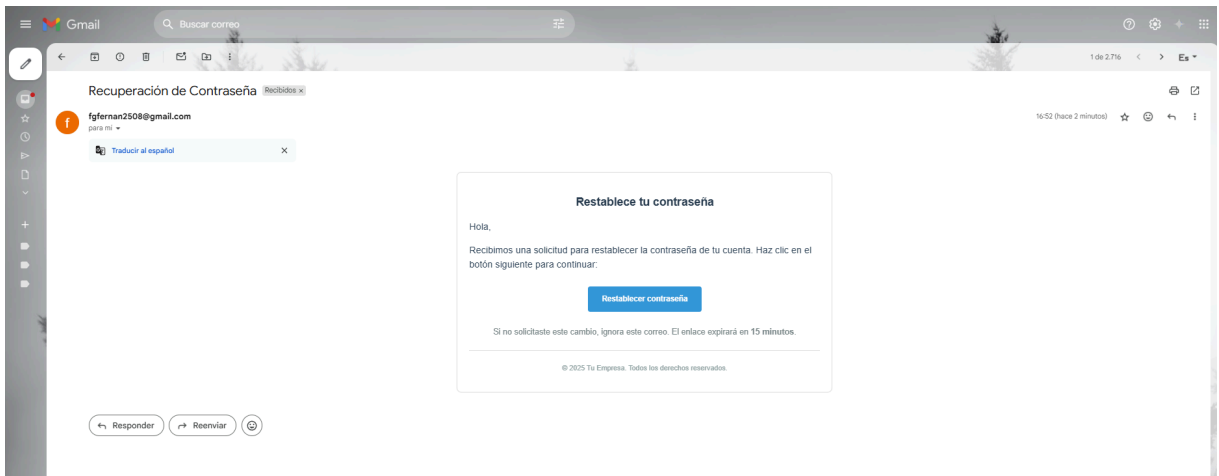 Gmail
Buscar correo
1 de 2.716
Es
Recuperación de Contraseña Recibidos x
fgfernan2508@gmail.com
16:52 (hace 2 minutos)
para mi
Traducir al español
Restablece tu contraseña
Hola,
Recibimos una solicitud para restablecer la contraseña de tu cuenta. Haz clic en el
botón siguiente para continuar:
Restablecer contraseña
Si no solicitaste este cambio, ignora este correo. El enlace expirará en 15 minutos.
© 2025 Tu Empresa. Todos los derechos reservados.
Responder
Reenviar